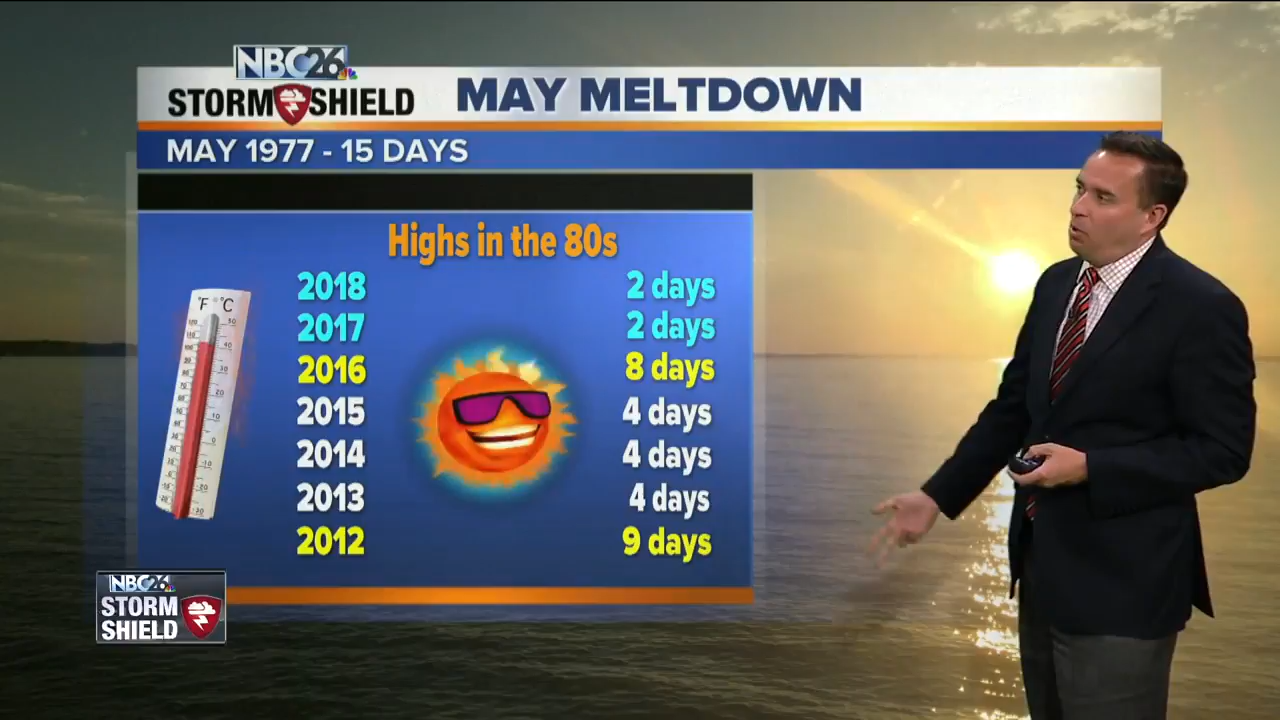 NBC26
STORM SHIELD
MAY MELTDOWN
MAY 1977 - 15 DAYS
Highs in the 80s
°F °C
2018 2 days
2017 2 days
2016 8 days
2015 4 days
2014 4 days
2013 4 days
2012 9 days
NBC26
STORM
SHIELD